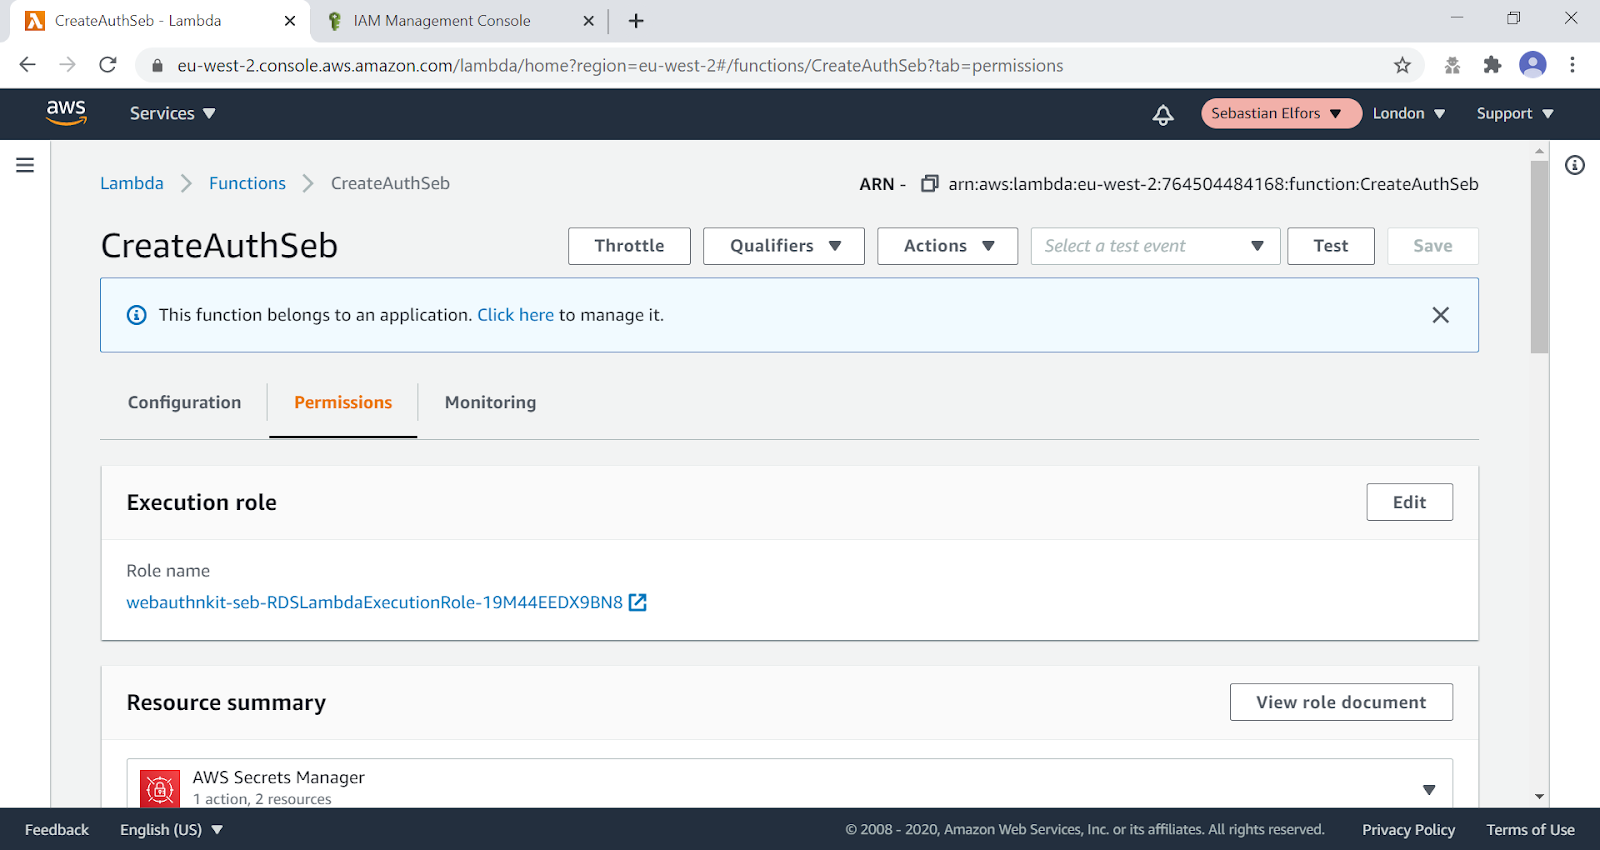 CreateAuthSeb - Lambda
IAM Management Console
eu-west-2.console.aws.amazon.com/lambda/home?region=eu-west-2#/functions/CreateAuthSeb?tab=permissions
aws
Services
Sebastian Elfors
London
Support
Lambda
Functions
CreateAuthSeb
ARN - arn:aws:lambda:eu-west-2:764504484168:function:CreateAuthSeb
CreateAuthSeb
Throttle
Qualifiers
Actions
Select a test event
Test
Save
This function belongs to an application. Click here to manage it.
Configuration
Permissions
Monitoring
Execution role
Edit
Role name
webauthnkit-seb-RDSLambdaExecutionRole-19M44EEDX9BN8
Resource summary
View role document
AWS Secrets Manager
1 action, 2 resources
Feedback
English (US)
© 2008 - 2020, Amazon Web Services, Inc. or its affiliates. All rights reserved.
Privacy Policy
Terms of Use